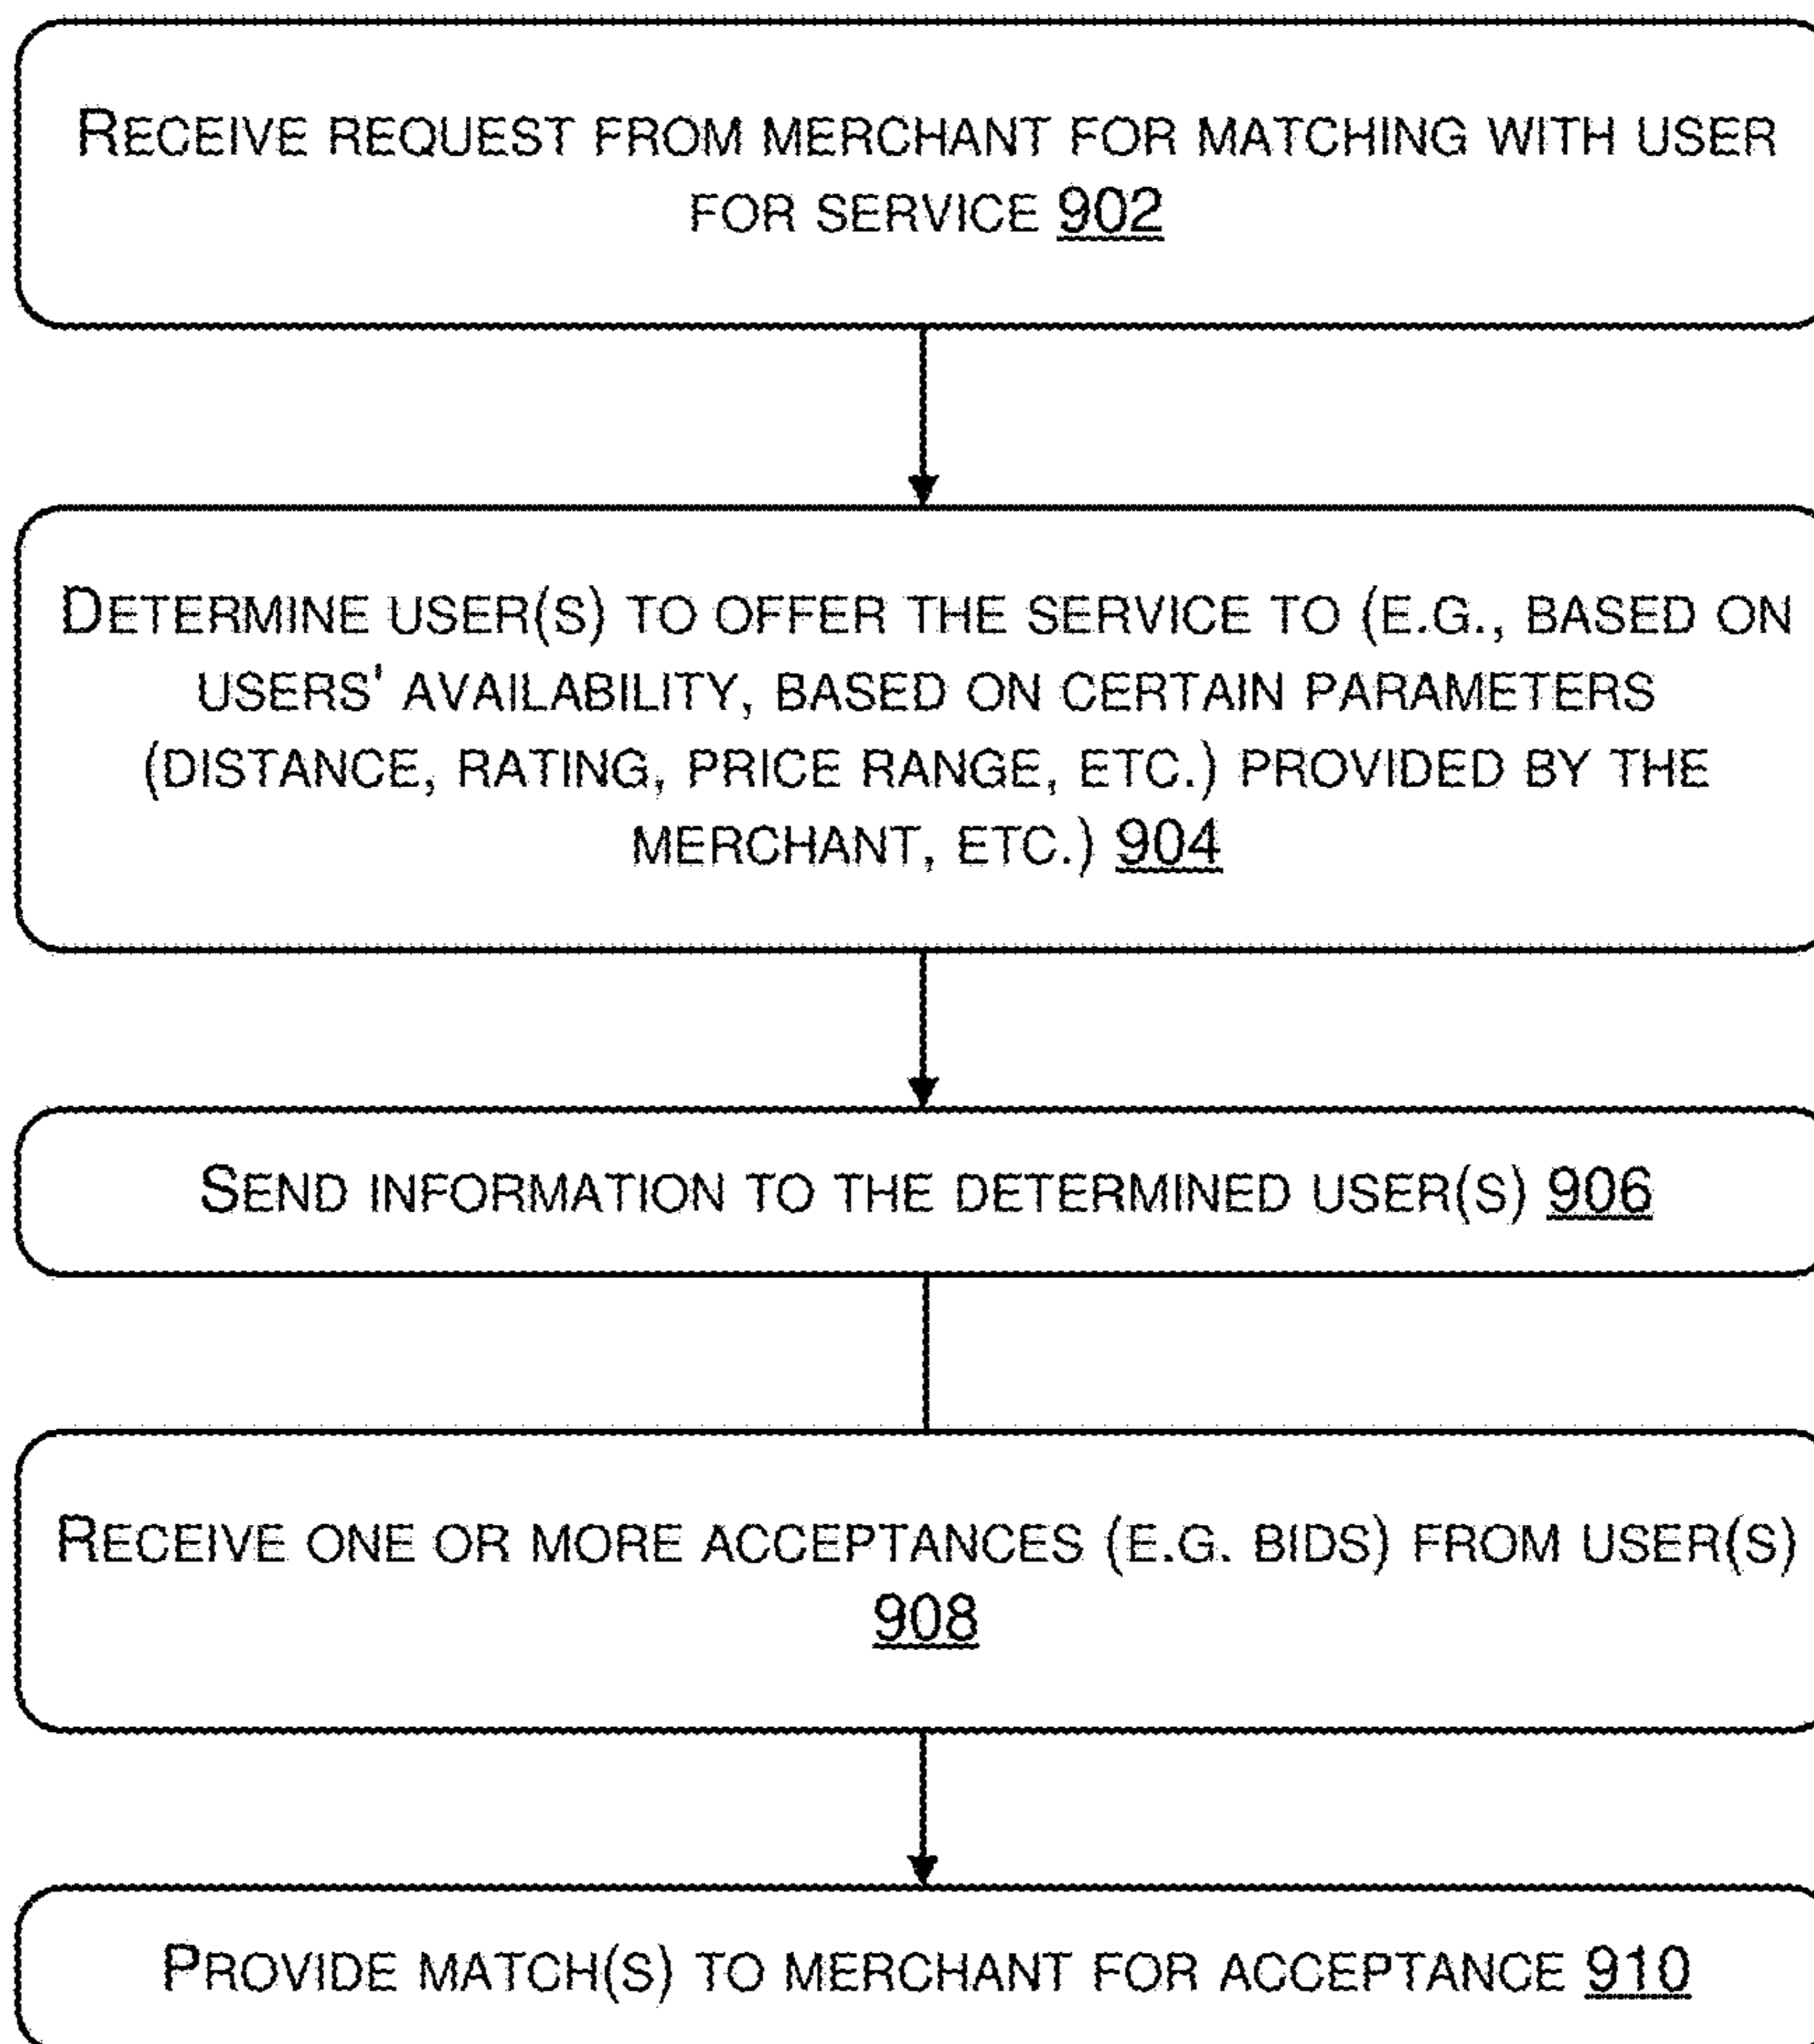 RECEIVE REQUEST FROM MERCHANT FOR MATCHING WITH USER
FOR SERVICE 902
DETERMINE USER(S) TO OFFER THE SERVICE TO (E.G., BASED ON
USERS' AVAILABILITY, BASED ON CERTAIN PARAMETERS
(DISTANCE, RATING, PRICE RANGE, ETC.) PROVIDED BY THE
MERCHANT, ETC.) 904
SEND INFORMATION TO THE DETERMINED USER(S) 906
RECEIVE ONE OR MORE ACCEPTANCES (E.G. BIDS) FROM USER(S)
908
PROVIDE MATCH(S) TO MERCHANT FOR ACCEPTANCE 910